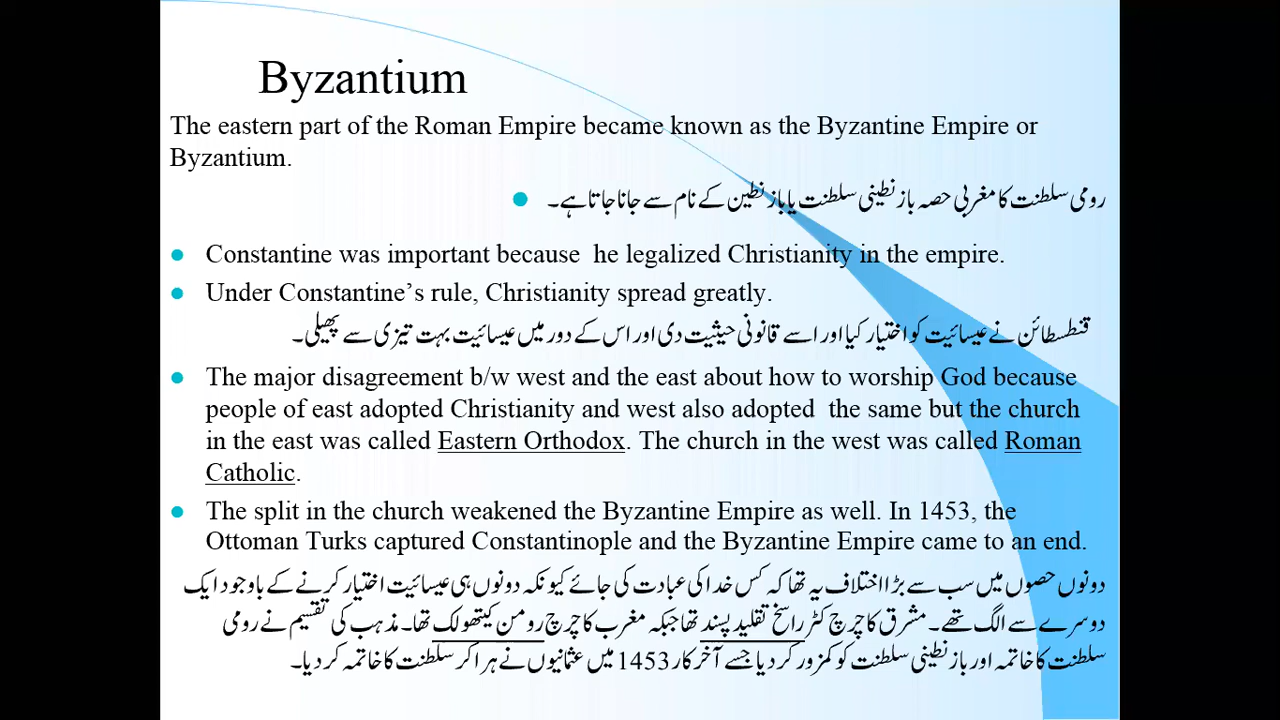 Byzantium
The eastern part of the Roman Empire became known as the Byzantine Empire or
Byzantium.
رومی سلطنت کا مغربی حصہ باز نطینی سلطنت یا باز نطین کے نام سے جانا جاتا ہے۔
Constantine was important because he legalized Christianity in the empire.
Under Constantine’s rule, Christianity spread greatly.
قنطسطائن نے عیسائیت کو اختیار کیا اور اسے قانونی حیثیت دی اور اس کے دور میں عیسائیت بہت تیزی سے پھیلی۔
The major disagreement b/w west and the east about how to worship God because
people of east adopted Christianity and west also adopted the same but the church
in the east was called Eastern Orthodox. The church in the west was called Roman
Catholic.
The split in the church weakened the Byzantine Empire as well. In 1453, the
Ottoman Turks captured Constantinople and the Byzantine Empire came to an end.
دونوں حصوں میں سب سے بڑا اختلاف یہ تھا کہ کس خدا کی عبادت کی جائے کیونکہ دونوں ہی عیسائیت اختیار کرنے کے باوجود ایک
دوسرے سے الگ تھے۔ مشرق کا چرچ کٹر راسخ تقلید پسند تھا جبکہ مغرب کا چرچ رومن کیتھولک تھا۔ مذہب کی تقسیم نے رومی
سلطنت کا خاتمہ اور باز نطینی سلطنت کو کمزور کر دیا جسے آخر کار 1453 میں عثمانیوں نے ہرا کر سلطنت کا خاتمہ کر دیا۔